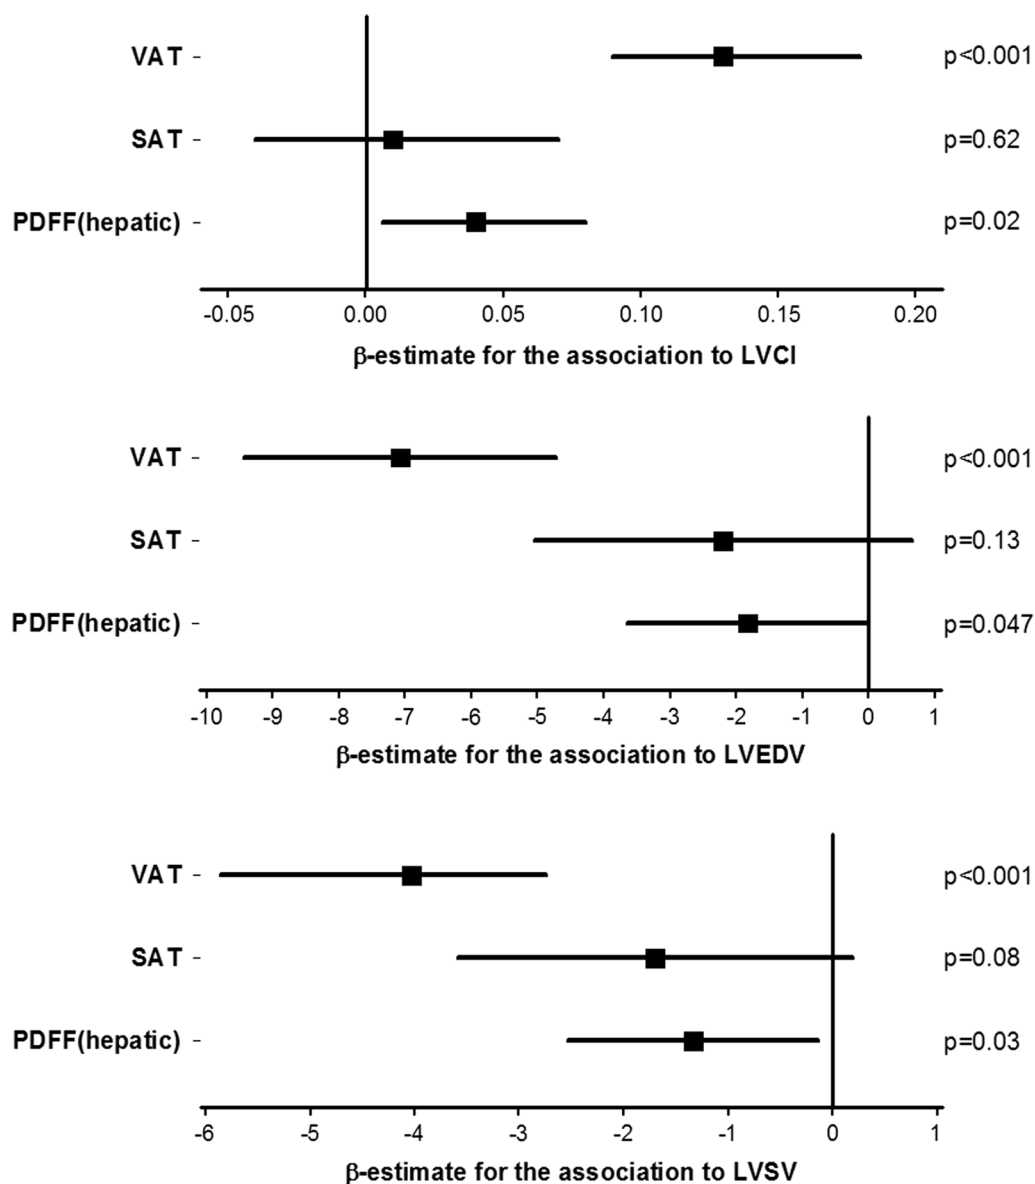 VAT p<0.001
SAT p=0.62
PDFF(hepatic) p=0.02
-0.05 0.00 0.05 0.10 0.15 0.20
β-estimate for the association to LVCI
VAT p<0.001
SAT p=0.13
PDFF(hepatic) p=0.047
-10 -9 -8 -7 -6 -5 -4 -3 -2 -1 0 1
β-estimate for the association to LVEDV
VAT p<0.001
SAT p=0.08
PDFF(hepatic) p=0.03
-6 -5 -4 -3 -2 -1 0 1
β-estimate for the association to LVSV